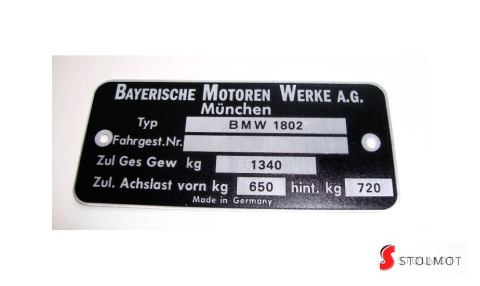 BAYERISCHE MOTOREN WERKE A.G.
München
Typ BMW 1802
Fahrgest.Nr.
Zul Ges Gew kg 1340
Zul. Achslast vorn kg 650 hint. kg 720
Made in Germany
STOLMOT